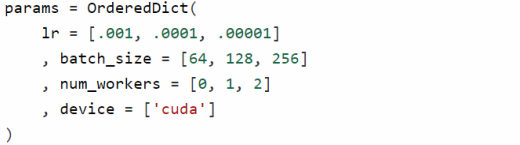 params = OrderedDict(
    lr = [.001, .0001, .00001]
    , batch_size = [64, 128, 256]
    , num_workers = [0, 1, 2]
    , device = ['cuda']
)